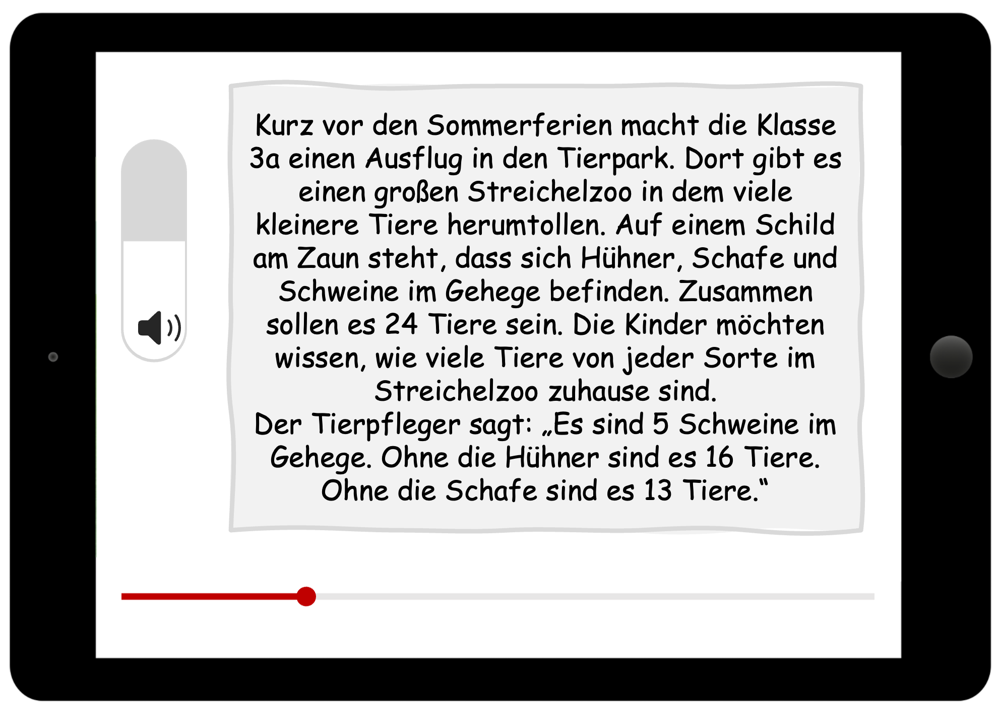 Kurz vor den Sommerferien macht die Klasse
3a einen Ausflug in den Tierpark. Dort gibt es
einen großen Streichelzoo in dem viele
kleinere Tiere herumtollen. Auf einem Schild
am Zaun steht, dass sich Hühner, Schafe und
Schweine im Gehege befinden. Zusammen
sollen es 24 Tiere sein. Die Kinder möchten
wissen, wie viele Tiere von jeder Sorte im
Streichelzoo zuhause sind.
Der Tierpfleger sagt: „Es sind 5 Schweine im
Gehege. Ohne die Hühner sind es 16 Tiere.
Ohne die Schafe sind es 13 Tiere.“